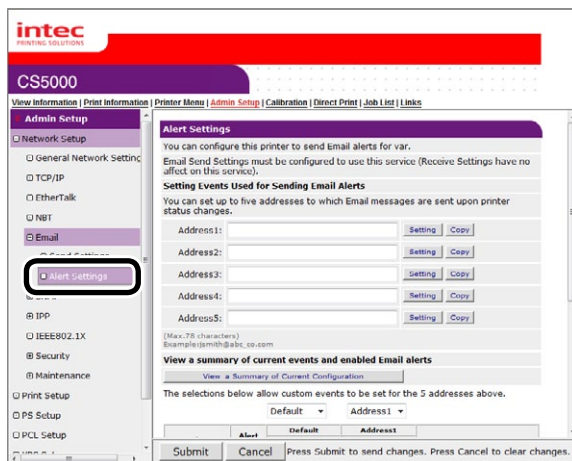 intec
PRINTING SOLUTIONS
CS5000
View Information | Print Information | Printer Menu | Admin Setup | Calibration | Direct Print | Job List | Links
Admin Setup
Network Setup
General Network Setting
TCP/IP
EtherTalk
NBT
Email
Send Settings
Alert Settings
IPP
IEEE802.1X
Security
Maintenance
Print Setup
PS Setup
PCL Setup
Alert Settings
You can configure this printer to send Email alerts for var.
Email Send Settings must be configured to use this service (Receive Settings have no
affect on this service).
Setting Events Used for Sending Email Alerts
You can set up to five addresses to which Email messages are sent upon printer
status changes.
Address1: Setting Copy
Address2: Setting Copy
Address3: Setting Copy
Address4: Setting Copy
Address5: Setting Copy
(Max.78 characters)
Example:jsmith@abc_co.com
View a summary of current events and enabled Email alerts
View a Summary of Current Configuration
The selections below allow custom events to be set for the 5 addresses above.
Default Address1
Default Address1
Alert
Submit Cancel Press Submit to send changes. Press Cancel to clear changes.